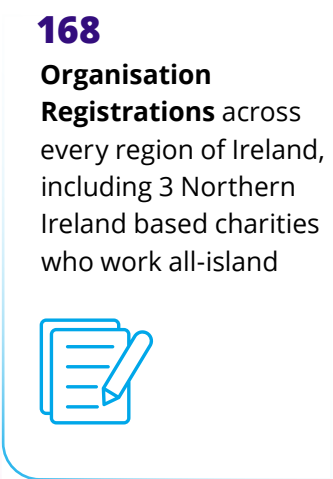 168
Organisation
Registrations across
every region of Ireland,
including 3 Northern
Ireland based charities
who work all-island